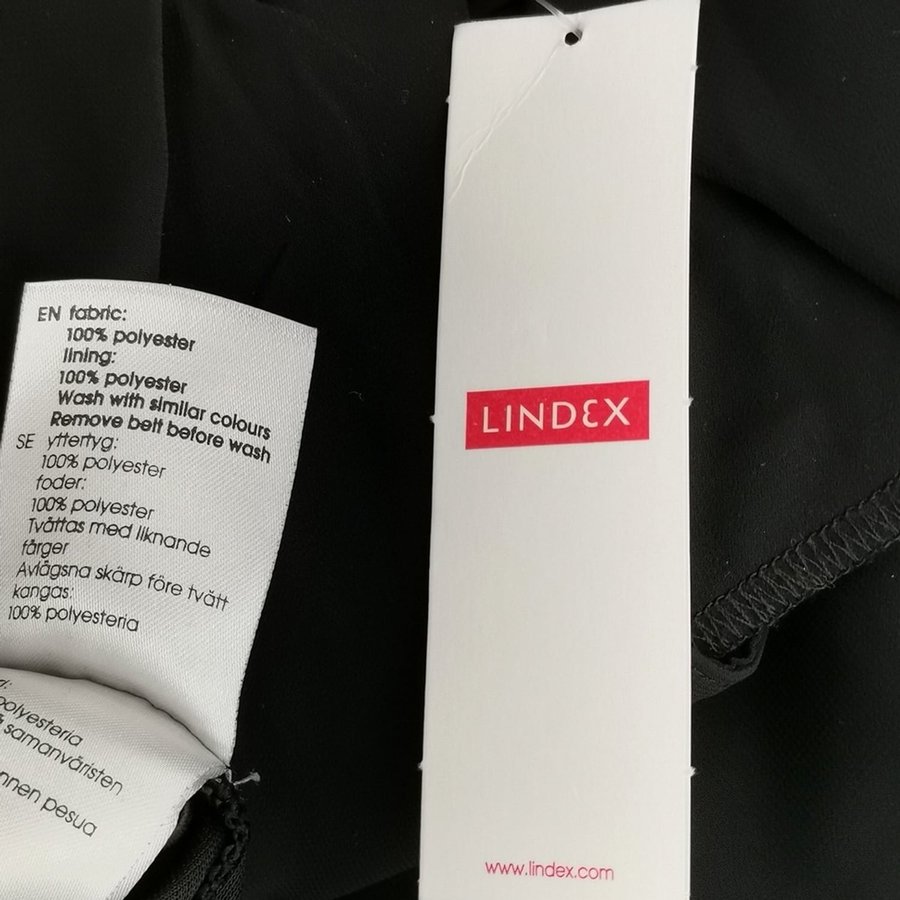 EN fabric:
100% polyester
lining:
100% polyester
Wash with similar colours
Remove belt before wash
SE yttertyg:
100% polyester
foder:
100% polyester
Tvättas med liknande
färger
Avlägsna skärp före tvätt
kangas:
100% polyesteria
polyesteria
samanväristen
pesua
LINDEX
www.lindex.com